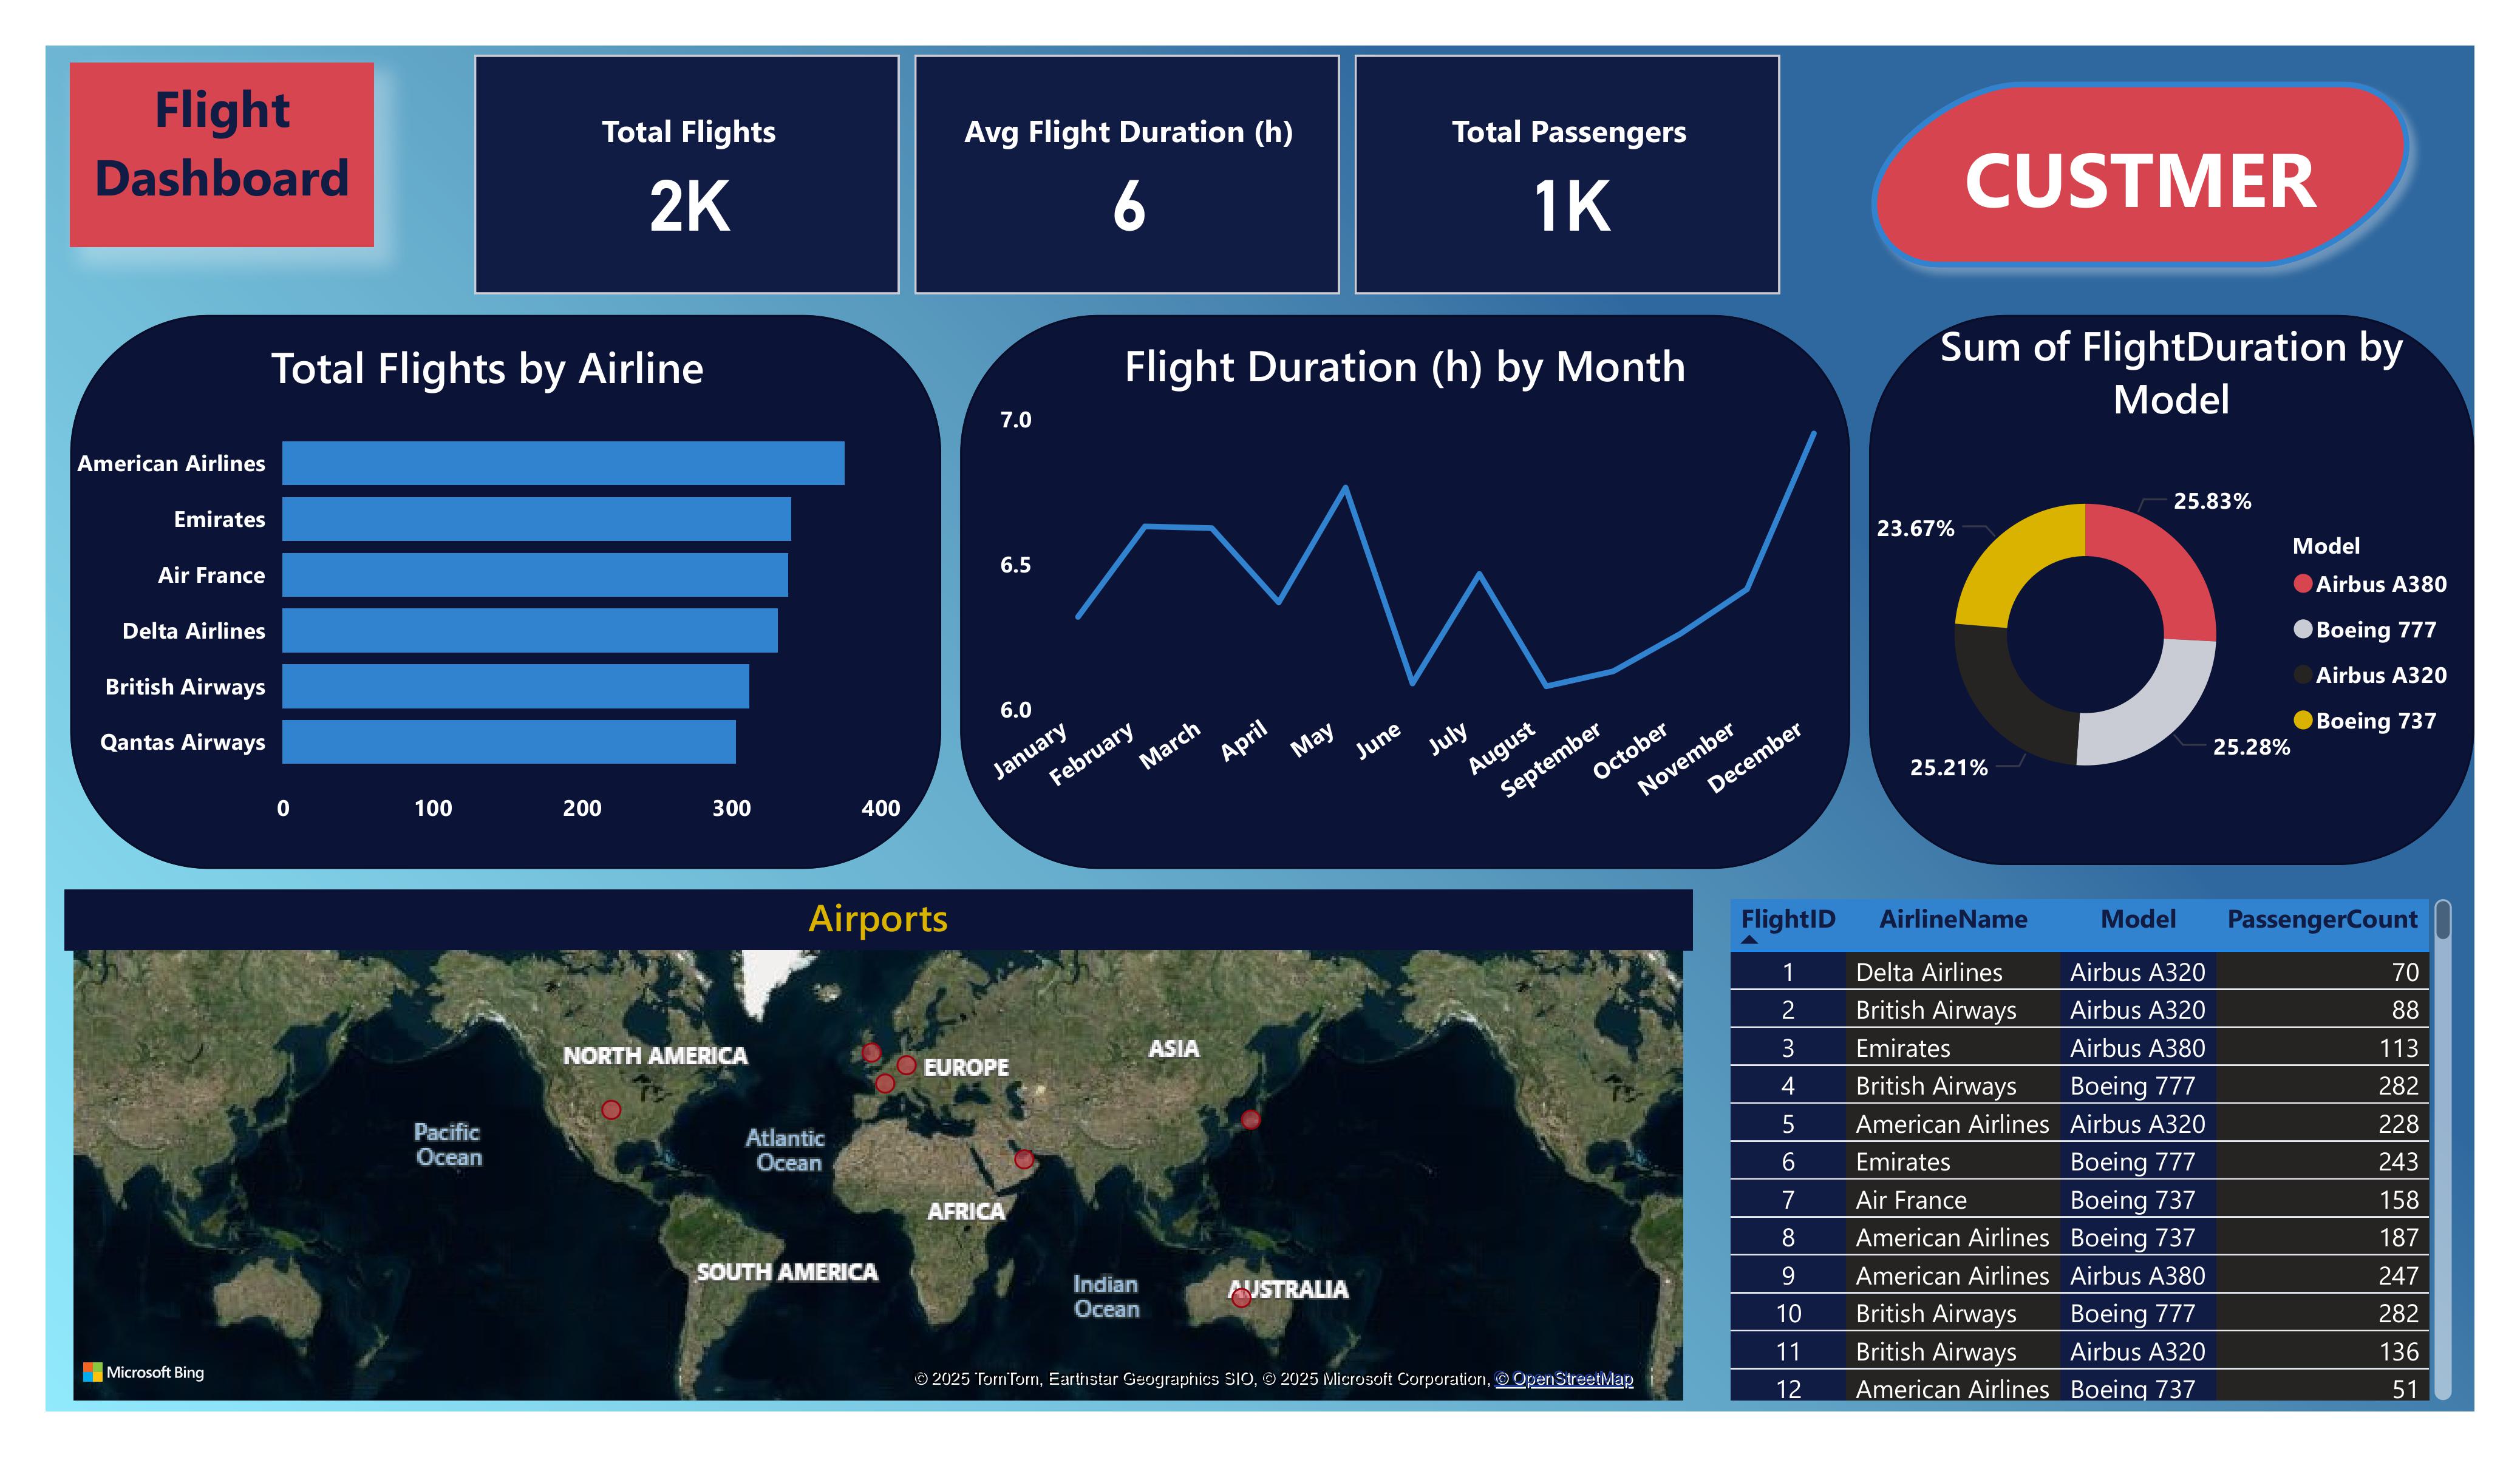 Flight
Dashboard
Total Flights
2K
Avg Flight Duration (h)
6
Total Passengers
1K
CUSTMER
Total Flights by Airline
American Airlines
Emirates
Air France
Delta Airlines
British Airways
Qantas Airways
0 100 200 300 400
Flight Duration (h) by Month
7.0
6.5
6.0
January February March April May June July August September October November December
Sum of FlightDuration by
Model
25.83%
23.67%
25.28%
25.21%
Model
Airbus A380
Boeing 777
Airbus A320
Boeing 737
Airports
NORTH AMERICA
EUROPE
ASIA
Pacific
Ocean
Atlantic
Ocean
AFRICA
SOUTH AMERICA
Indian
Ocean
AUSTRALIA
Microsoft Bing
© 2025 TomTom, Earthstar Geographics SIO, © 2025 Microsoft Corporation, © OpenStreetMap
FlightID AirlineName Model PassengerCount
1 Delta Airlines Airbus A320 70
2 British Airways Airbus A320 88
3 Emirates Airbus A380 113
4 British Airways Boeing 777 282
5 American Airlines Airbus A320 228
6 Emirates Boeing 777 243
7 Air France Boeing 737 158
8 American Airlines Boeing 737 187
9 American Airlines Airbus A380 247
10 British Airways Boeing 777 282
11 British Airways Airbus A320 136
12 American Airlines Boeing 737 51